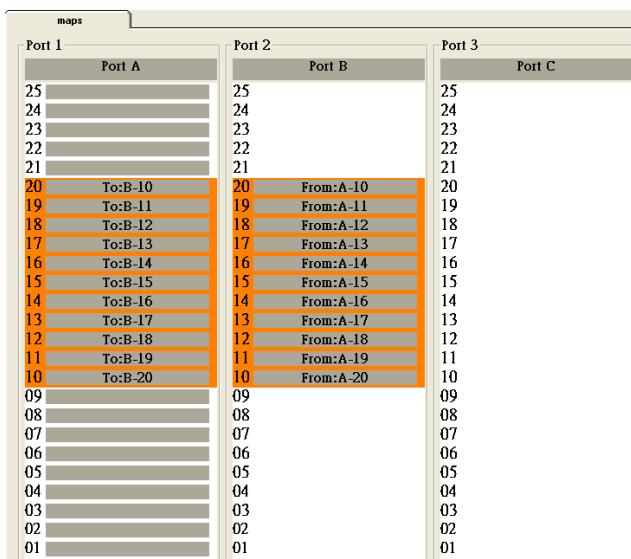 maps
Port 1 Port 2 Port 3
Port A Port B Port C
25 25 25
24 24 24
23 23 23
22 22 22
21 21 21
20 To:B-10 20 From:A-10 20
19 To:B-11 19 From:A-11 19
18 To:B-12 18 From:A-12 18
17 To:B-13 17 From:A-13 17
16 To:B-14 16 From:A-14 16
15 To:B-15 15 From:A-15 15
14 To:B-16 14 From:A-16 14
13 To:B-17 13 From:A-17 13
12 To:B-18 12 From:A-18 12
11 To:B-19 11 From:A-19 11
10 To:B-20 10 From:A-20 10
09 09 09
08 08 08
07 07 07
06 06 06
05 05 05
04 04 04
03 03 03
02 02 02
01 01 01